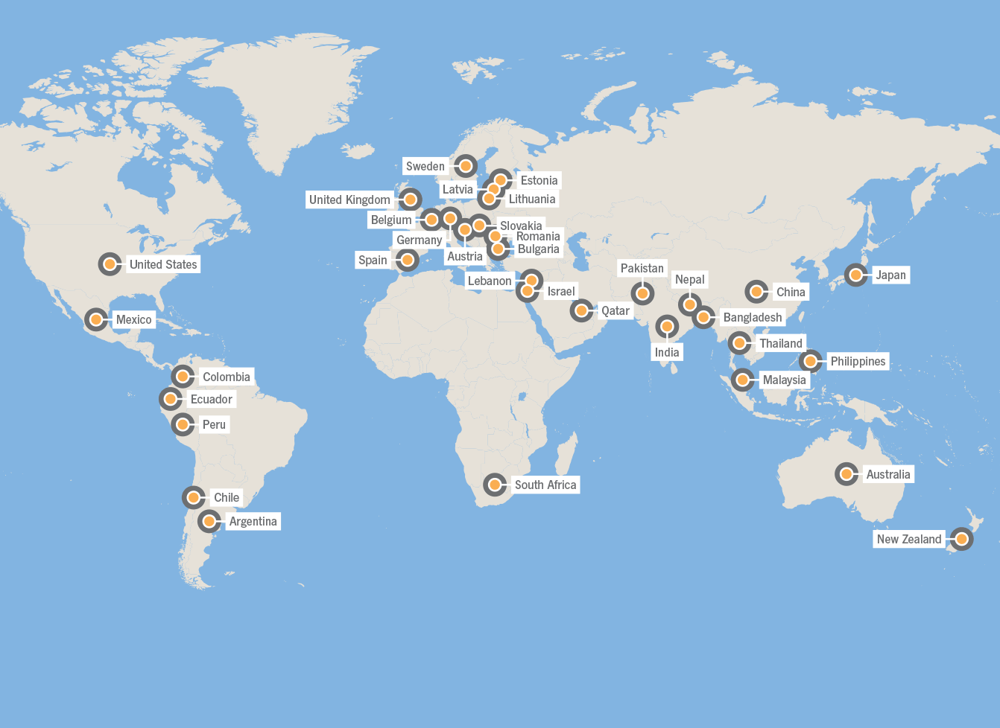 Sweden
Estonia
Latvia
Lithuania
United Kingdom
Belgium
Slovakia
Romania
Germany
Bulgaria
Austria
Spain
United States
Pakistan
Japan
Nepal
Lebanon
Israel
China
Qatar
Bangladesh
Mexico
Thailand
India
Philippines
Colombia
Malaysia
Ecuador
Peru
Australia
South Africa
Chile
Argentina
New Zealand